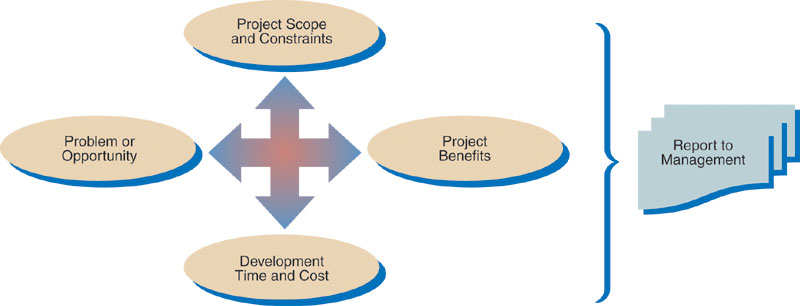 Project Scope
and Constraints
Problem or
Opportunity
Project
Benefits
Report to
Management
Development
Time and Cost